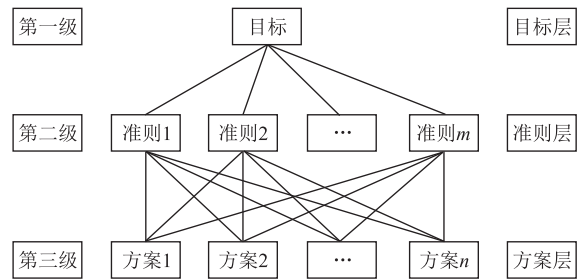 第一级 目标 目标层
第二级 准则1 准则2 … 准则m 准则层
第三级 方案1 方案2 … 方案n 方案层